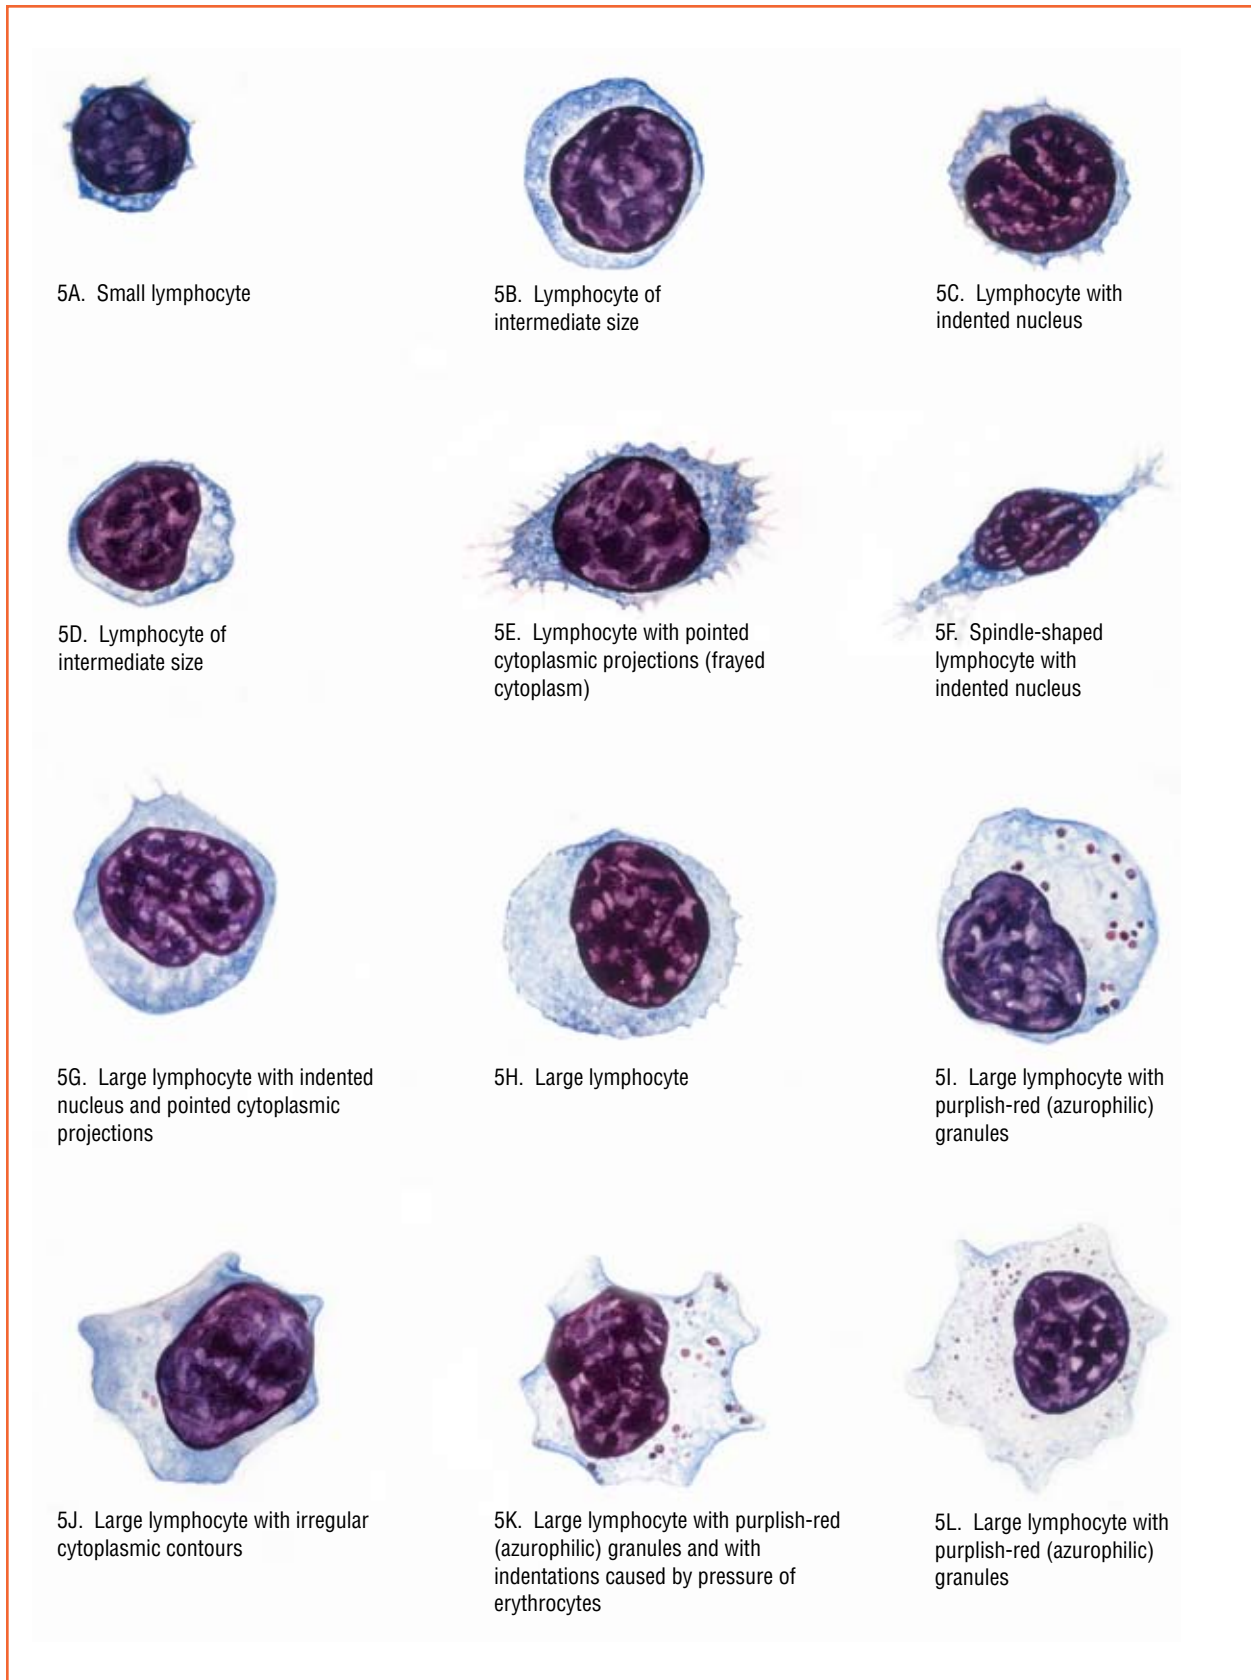 5A. Small lymphocyte
5B. Lymphocyte of
intermediate size
5C. Lymphocyte with
indented nucleus
5D. Lymphocyte of
intermediate size
5E. Lymphocyte with pointed
cytoplasmic projections (frayed
cytoplasm)
5F. Spindle-shaped
lymphocyte with
indented nucleus
5G. Large lymphocyte with indented
nucleus and pointed cytoplasmic
projections
5H. Large lymphocyte
5I. Large lymphocyte with
purplish-red (azurophilic)
granules
5J. Large lymphocyte with irregular
cytoplasmic contours
5K. Large lymphocyte with purplish-red
(azurophilic) granules and with
indentations caused by pressure of
erythrocytes
5L. Large lymphocyte with
purplish-red (azurophilic)
granules